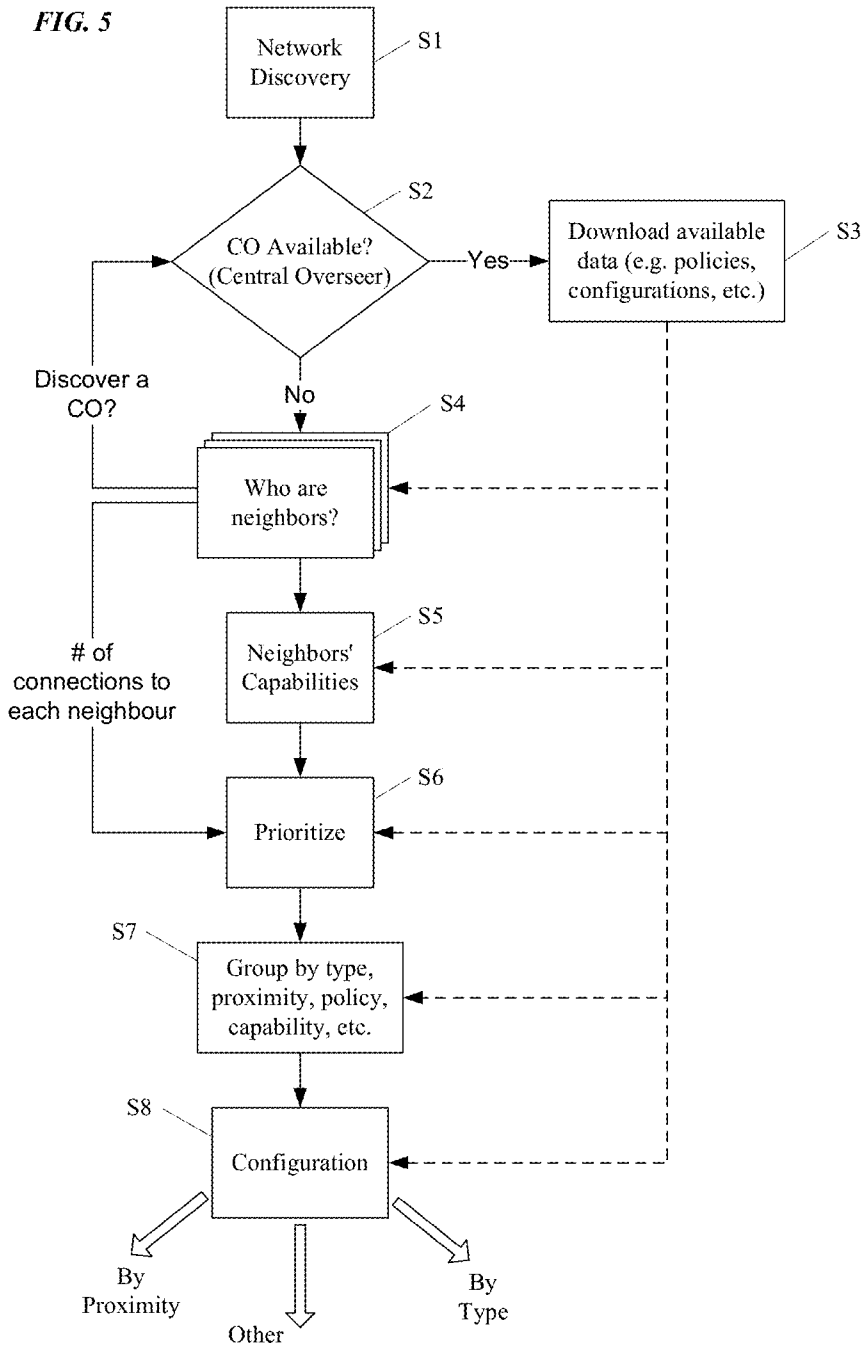 FIG. 5
Network
Discovery
S1
S2
CO Available?
(Central Overseer)
Yes
Download available
data (e.g. policies,
configurations, etc.)
S3
Discover a
CO?
No
S4
Who are
neighbors?
S5
Neighbors'
Capabilities
# of
connections to
each neighbour
S6
Prioritize
S7
Group by type,
proximity, policy,
capability, etc.
S8
Configuration
By
Proximity
Other
By
Type